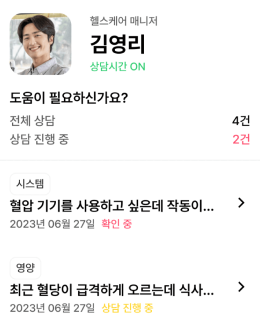 헬스케어 매니저
김영리
상담시간 ON
도움이 필요하신가요?
전체 상담 4건
상담 진행 중 2건
시스템
혈압 기기를 사용하고 싶은데 작동이...
2023년 06월 27일 확인 중
영양
최근 혈당이 급격하게 오르는데 식사...
2023년 06월 27일 상담 진행 중